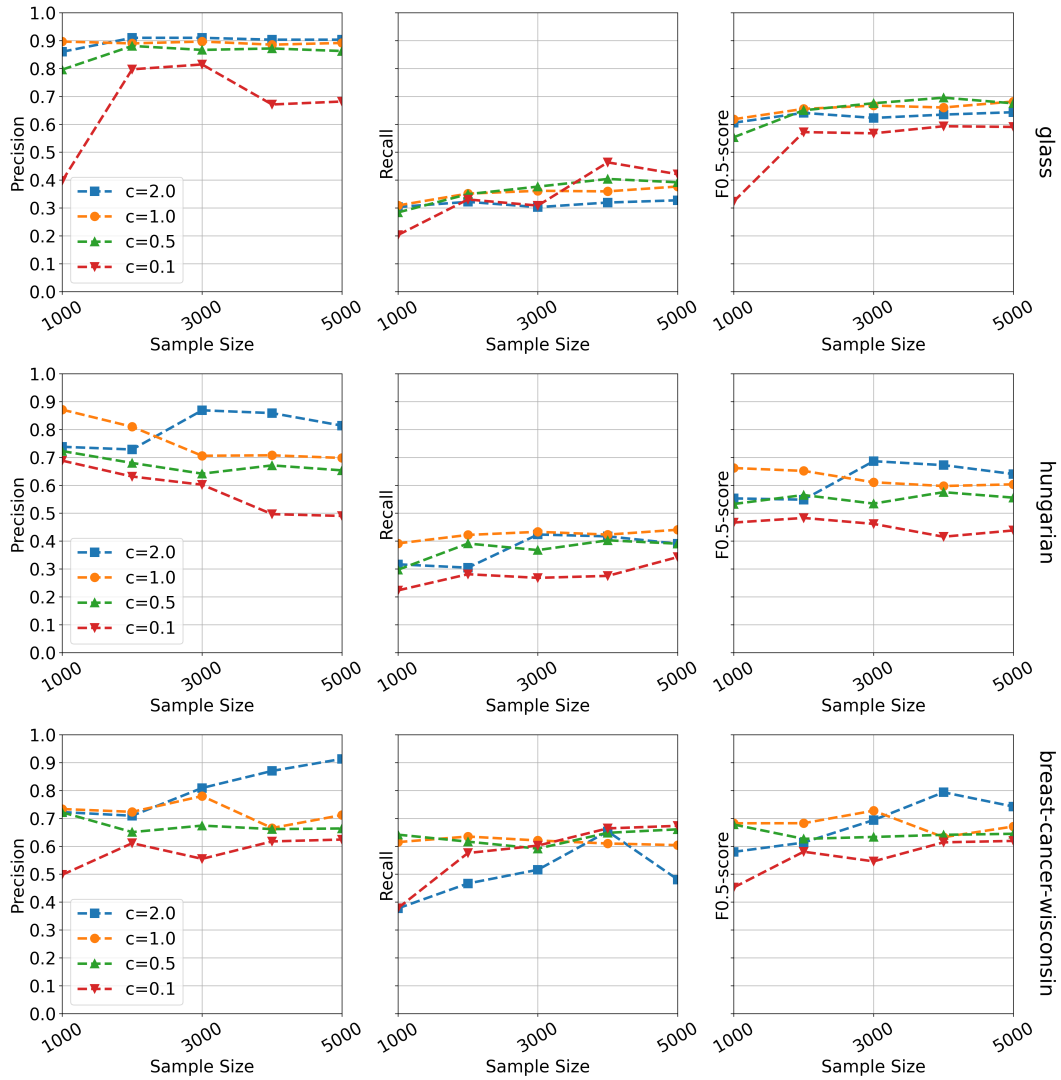 1.0
0.9
0.8
0.7
0.6
0.5
0.4
0.3
0.2
0.1
0.0
Precision
c=2.0
c=1.0
c=0.5
c=0.1
1000
3000
5000
Sample Size
Recall
1000
3000
5000
Sample Size
F0.5-score
1000
3000
5000
Sample Size
glass
1.0
0.9
0.8
0.7
0.6
0.5
0.4
0.3
0.2
0.1
0.0
Precision
c=2.0
c=1.0
c=0.5
c=0.1
1000
3000
5000
Sample Size
Recall
1000
3000
5000
Sample Size
F0.5-score
1000
3000
5000
Sample Size
hungarian
1.0
0.9
0.8
0.7
0.6
0.5
0.4
0.3
0.2
0.1
0.0
Precision
c=2.0
c=1.0
c=0.5
c=0.1
1000
3000
5000
Sample Size
Recall
1000
3000
5000
Sample Size
F0.5-score
1000
3000
5000
Sample Size
breast-cancer-wisconsin